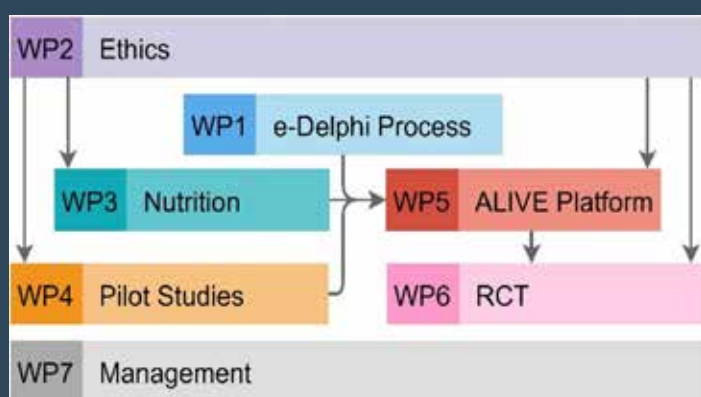 WP2 Ethics
WP1 e-Delphi Process
WP3 Nutrition
WP5 ALIVE Platform
WP4 Pilot Studies
WP6 RCT
WP7 Management